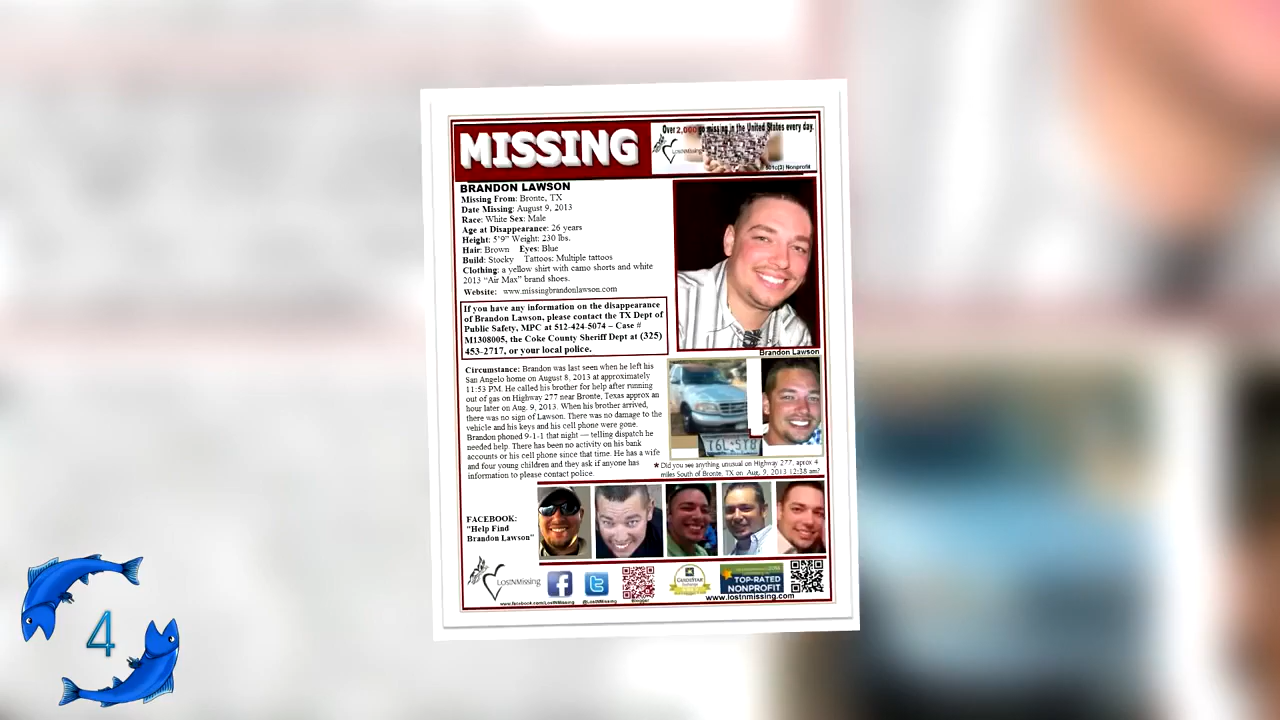 MISSING
Over 2,000 go missing in the United States every day.
LostNMissing
501c(3) Nonprofit
BRANDON LAWSON
Missing From: Bronte, TX
Date Missing: August 9, 2013
Race: White Sex: Male
Age at Disappearance: 26 years
Height: 5'9" Weight: 230 lbs.
Hair: Brown Eyes: Blue
Build: Stocky Tattoos: Multiple tattoos
Clothing: a yellow shirt with camo shorts and white
2013 "Air Max" brand shoes.
Website: www.missingbrandonlawson.com
If you have any information on the disappearance
of Brandon Lawson, please contact the TX Dept of
Public Safety, MPC at 512-424-5074 – Case #
M1308005, the Coke County Sheriff Dept at (325)
453-2717, or your local police.
Brandon Lawson
Circumstance: Brandon was last seen when he left his
San Angelo home on August 8, 2013 at approximately
11:53 PM. He called his brother for help after running
out of gas on Highway 277 near Bronte, Texas approx an
hour later on Aug. 9, 2013. When his brother arrived,
there was no sign of Lawson. There was no damage to the
vehicle and his keys and his cell phone were gone.
Brandon phoned 9-1-1 that night — telling dispatch he
needed help. There has been no activity on his bank
accounts or his cell phone since that time. He has a wife
and four young children and they ask if anyone has
information to please contact police.
* Did you see anything unusual on Highway 277, aprox 4
miles South of Bronte, TX on Aug. 9, 2013 12:38 am?
FACEBOOK:
"Help Find
Brandon Lawson"
LostNMissing
www.facebook.com/LostNMissing
@LostNMissing
Blogger
TOP-RATED
NONPROFIT
www.lostnmissing.com
4